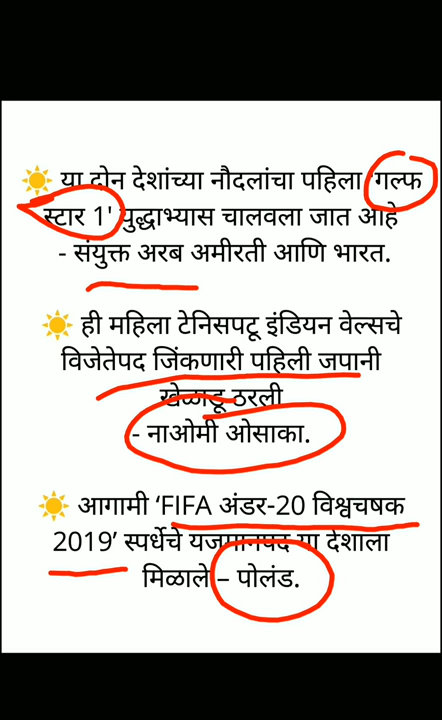 या दोन देशांच्या नौदलांचा पहिला 'गल्फ
स्टार 1' युद्धाभ्यास चालवला जात आहे
- संयुक्त अरब अमीरती आणि भारत.
ही महिला टेनिसपटू इंडियन वेल्सचे
विजेतेपद जिंकणारी पहिली जपानी
खेळाडू ठरली
- नाओमी ओसाका.
आगामी ‘FIFA अंडर-20 विश्वचषक
2019’ स्पर्धेचे यजमानपद या देशाला
मिळाले – पोलंड.